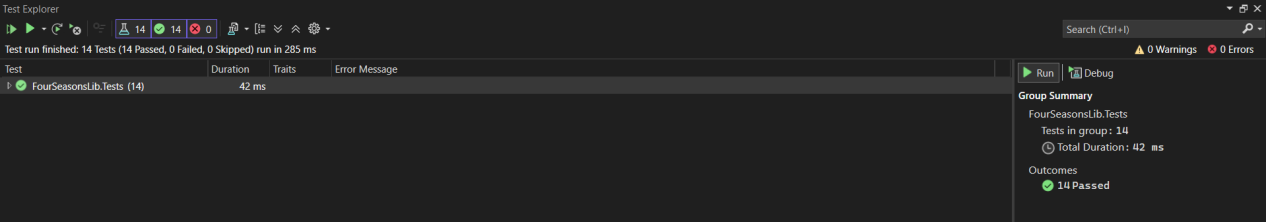 Test Explorer
14 14 0
Search (Ctrl+I)
Test run finished: 14 Tests (14 Passed, 0 Failed, 0 Skipped) run in 285 ms
0 Warnings 0 Errors
Test Duration Traits Error Message
FourSeasonsLib.Tests (14) 42 ms
Run Debug
Group Summary
FourSeasonsLib.Tests
Tests in group: 14
Total Duration: 42 ms
Outcomes
14 Passed